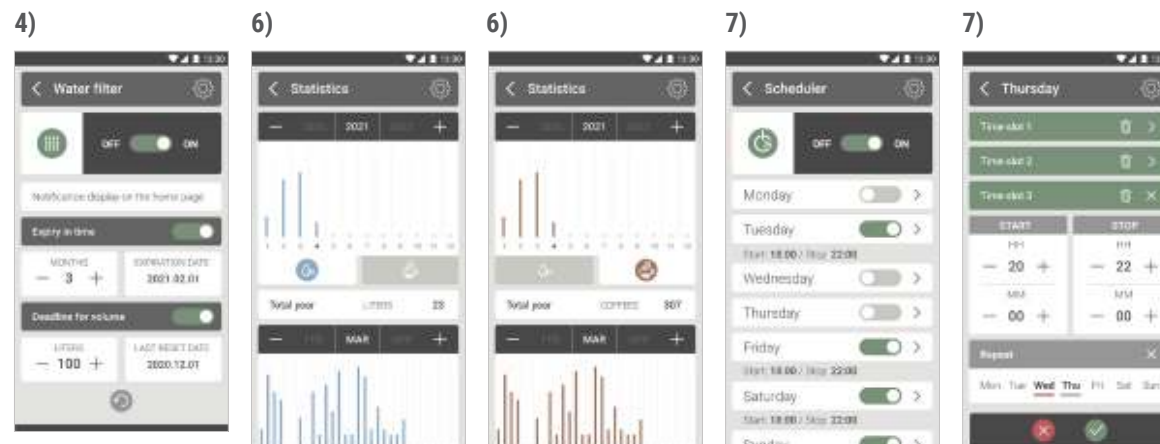 4)
6)
6)
7)
7)
Water filter
OFF ON
Notification display on the home page
Expiry in time
MONTHS
EXPIRATION DATE
— 3 +
2021.02.01
Deadline for volume
LITERS
LAST RESET DATE
— 100 +
2020.12.01
Statistics
— 2021 +
Total poor LITERS 23
— FEB MAR +
Statistics
— 2021 +
Total poor COFFEES 307
— FEB MAR +
Scheduler
OFF ON
Monday
Tuesday
Start: 18:00 / Stop: 22:00
Wednesday
Thursday
Friday
Start: 18:00 / Stop: 22:00
Saturday
Start: 18:00 / Stop: 22:00
Sunday
Thursday
Time slot 1
Time slot 2
Time slot 3
START STOP
HH HH
— 20 + — 22 +
MM MM
— 00 + — 00 +
Repeat
Mon Tue Wed Thu Fri Sat Sun